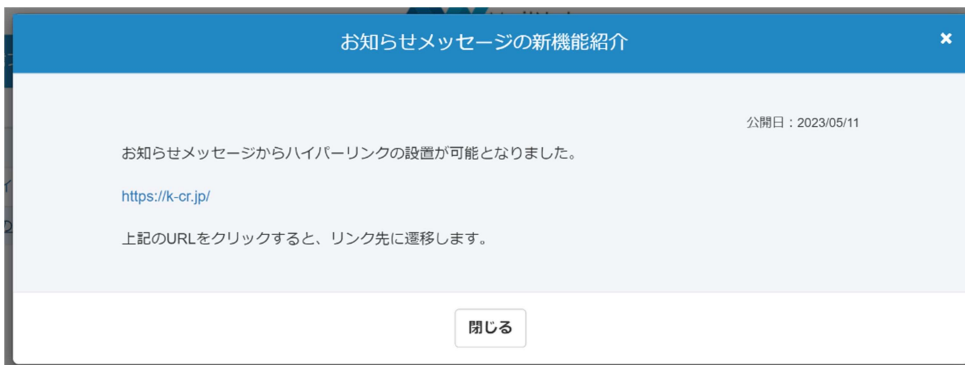 お知らせメッセージの新機能紹介
×
公開日：2023/05/11
お知らせメッセージからハイパーリンクの設置が可能となりました。
https://k-cr.jp/
上記のURLをクリックすると、リンク先に遷移します。
閉じる